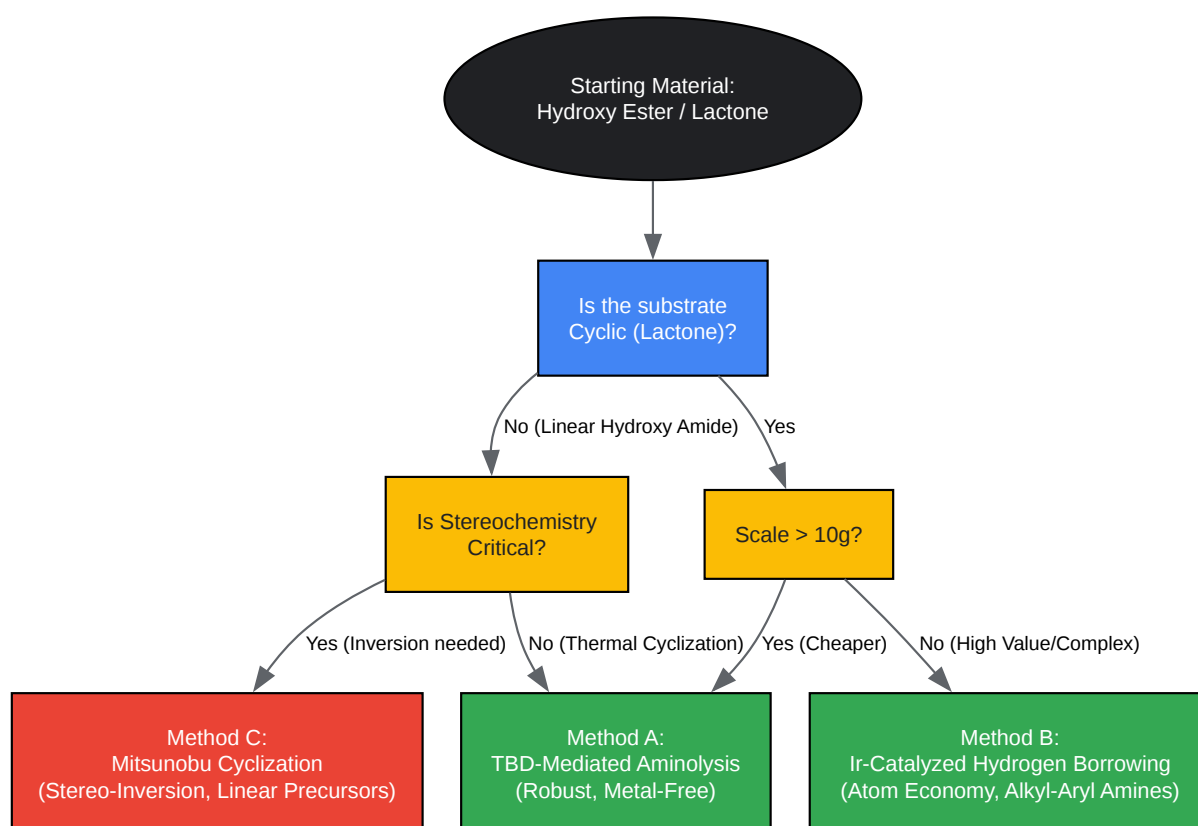 Starting Material:
Hydroxy Ester / Lactone
Is the substrate
Cyclic (Lactone)?
No (Linear Hydroxy Amide)
Yes
Is Stereochemistry
Critical?
Scale > 10g?
Yes (Inversion needed)
No (Thermal Cyclization)
Yes (Cheaper)
No (High Value/Complex)
Method C:
Mitsunobu Cyclization
(Stereo-Inversion, Linear Precursors)
Method A:
TBD-Mediated Aminolysis
(Robust, Metal-Free)
Method B:
Ir-Catalyzed Hydrogen Borrowing
(Atom Economy, Alkyl-Aryl Amines)